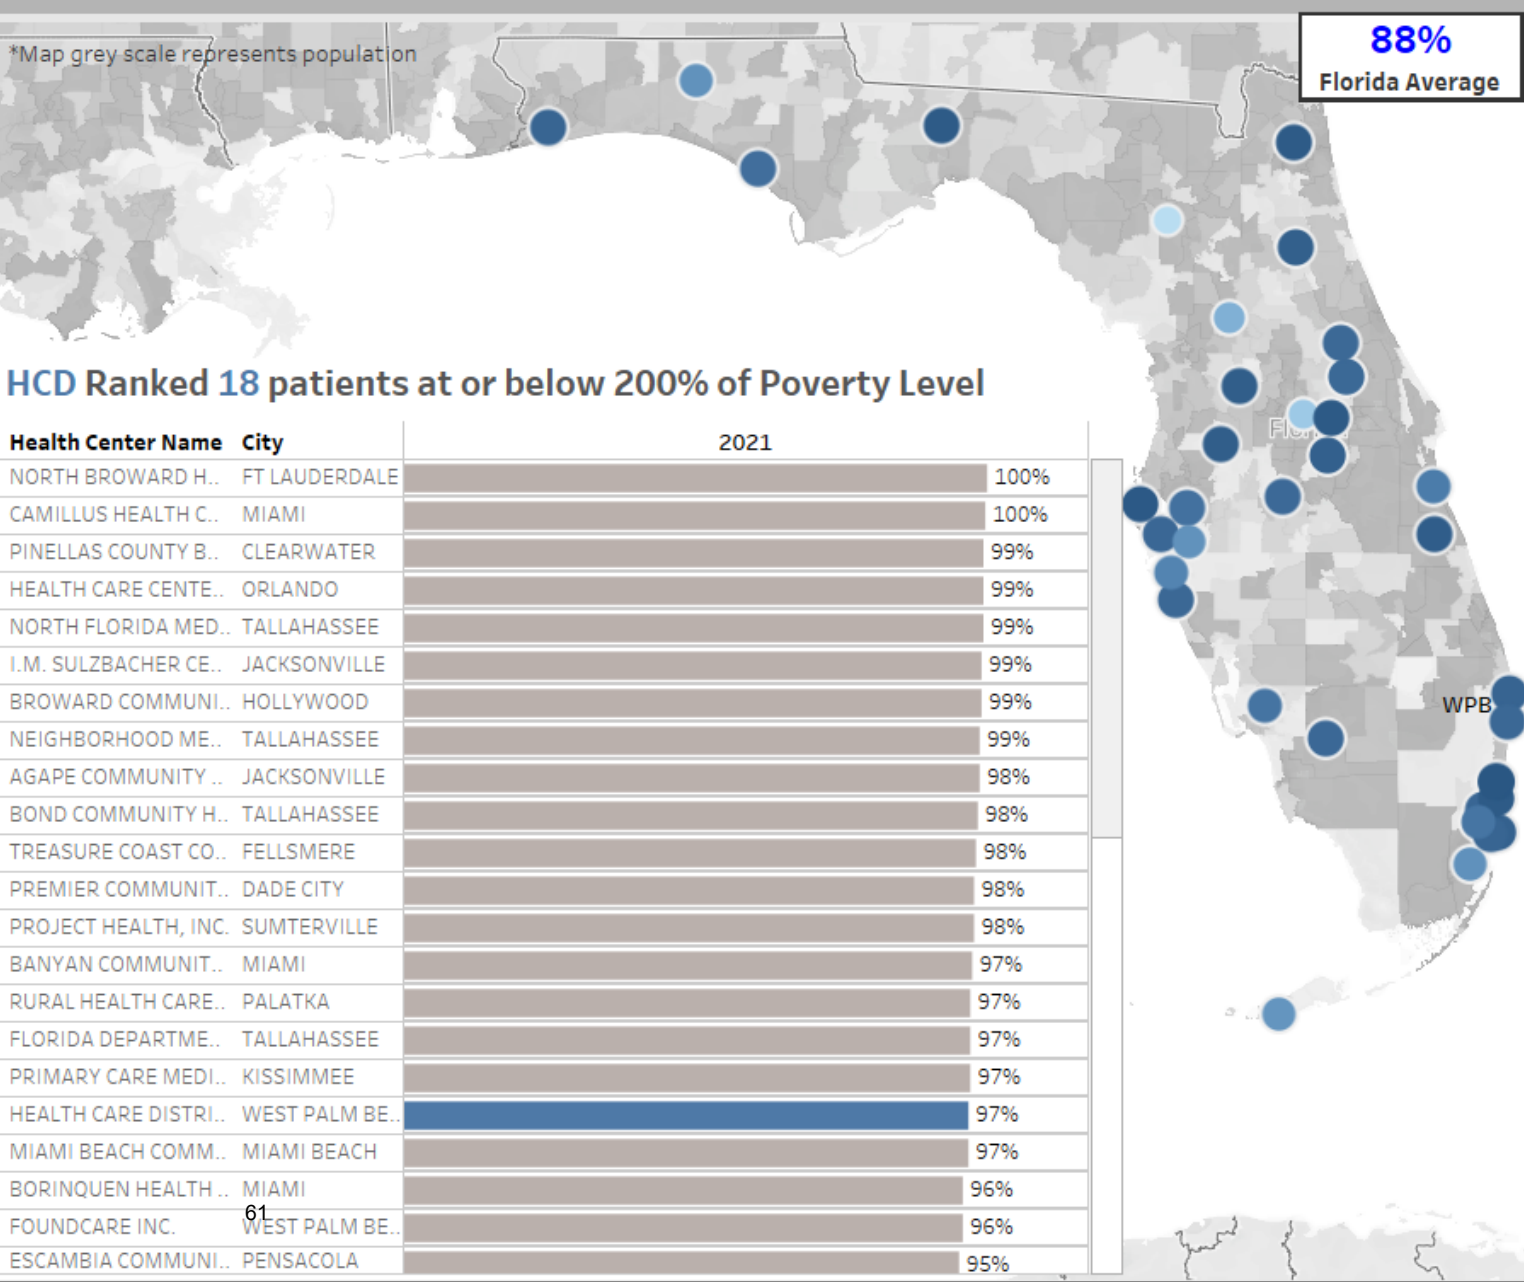 *Map grey scale represents population
88%
Florida Average
HCD Ranked 18 patients at or below 200% of Poverty Level
Health Center Name City 2021
NORTH BROWARD H.. FT LAUDERDALE 100%
CAMILLUS HEALTH C.. MIAMI 100%
PINELLAS COUNTY B.. CLEARWATER 99%
HEALTH CARE CENTE.. ORLANDO 99%
NORTH FLORIDA MED.. TALLAHASSEE 99%
I.M. SULZBACHER CE.. JACKSONVILLE 99%
BROWARD COMMUNI.. HOLLYWOOD 99%
NEIGHBORHOOD ME.. TALLAHASSEE 99%
AGAPE COMMUNITY .. JACKSONVILLE 98%
BOND COMMUNITY H.. TALLAHASSEE 98%
TREASURE COAST CO.. FELLSMERE 98%
PREMIER COMMUNIT.. DADE CITY 98%
PROJECT HEALTH, INC. SUMTERVILLE 98%
BANYAN COMMUNIT.. MIAMI 97%
RURAL HEALTH CARE.. PALATKA 97%
FLORIDA DEPARTME.. TALLAHASSEE 97%
PRIMARY CARE MEDI.. KISSIMMEE 97%
HEALTH CARE DISTRI.. WEST PALM BE.. 97%
MIAMI BEACH COMM.. MIAMI BEACH 97%
BORINQUEN HEALTH .. MIAMI 96%
61
FOUNDCARE INC. WEST PALM BE.. 96%
ESCAMBIA COMMUNI.. PENSACOLA 95%
WPB